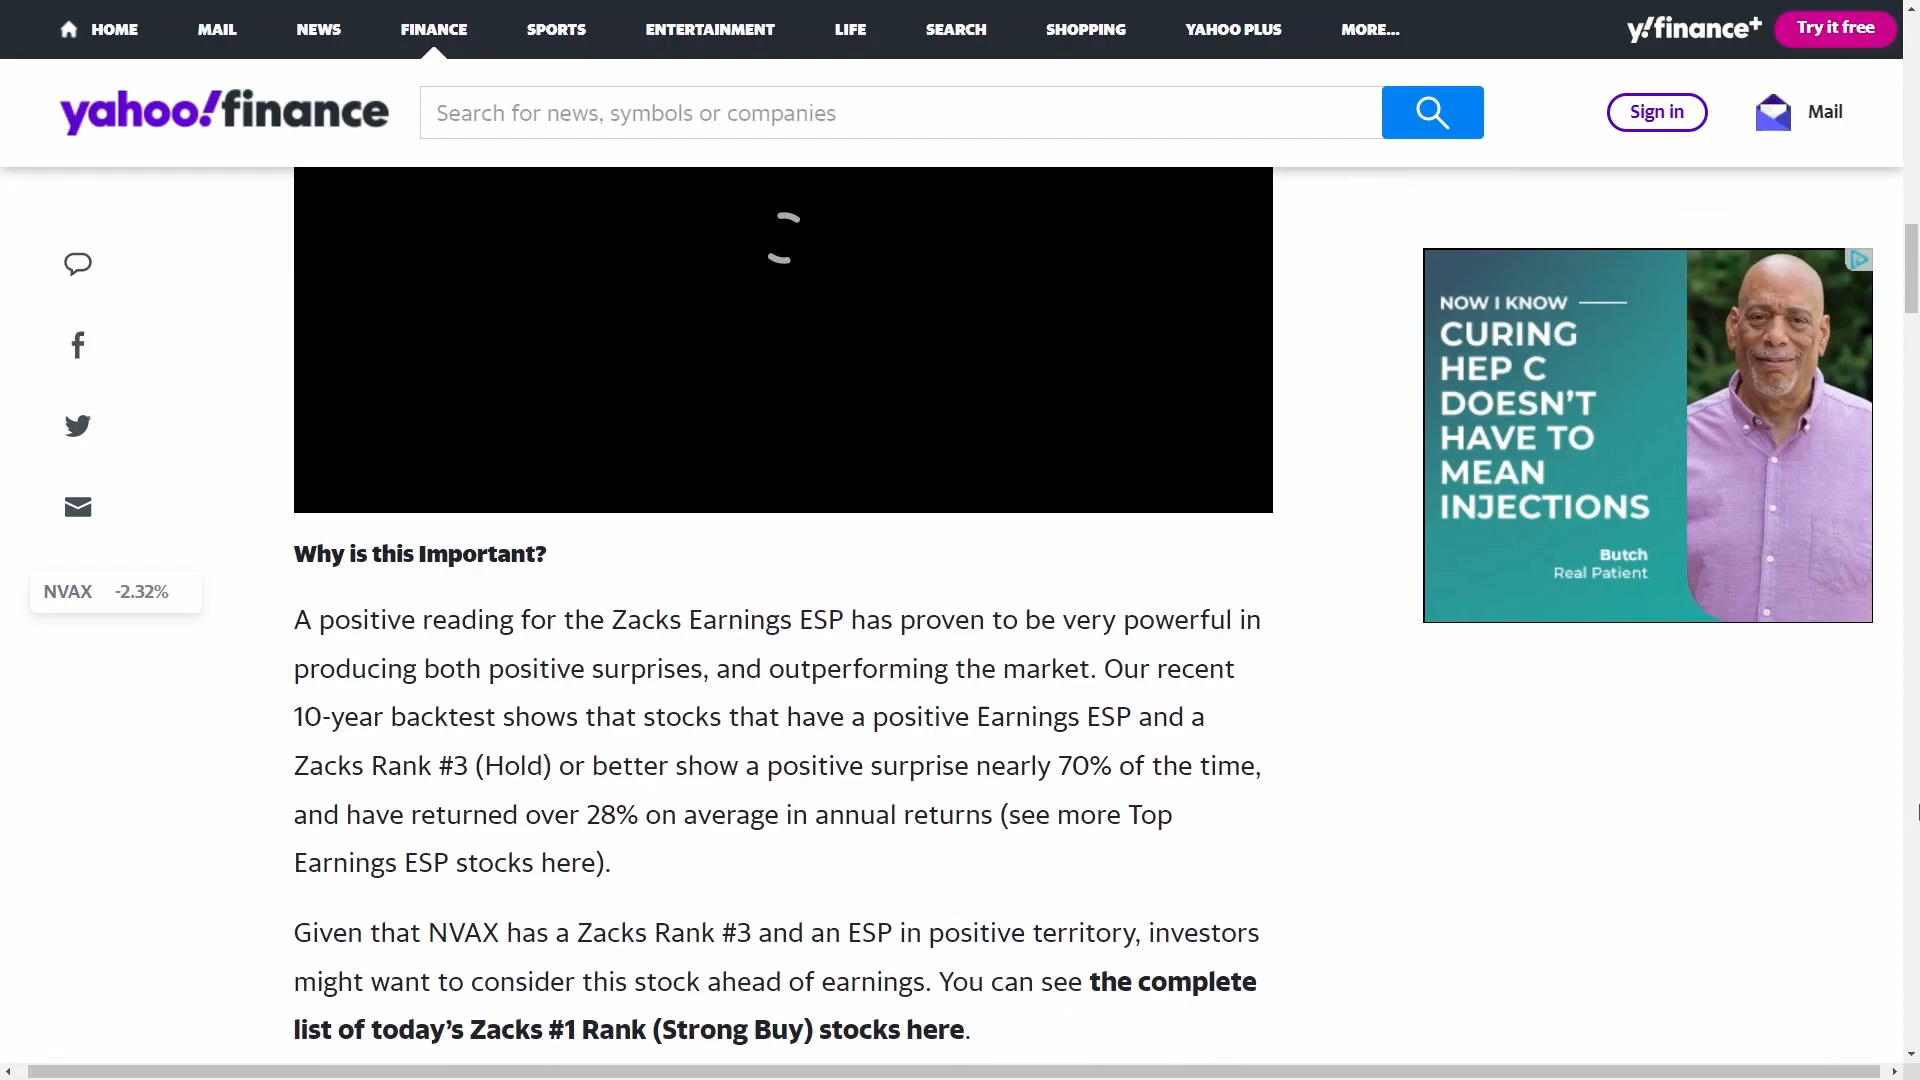 HOME MAIL NEWS FINANCE SPORTS ENTERTAINMENT LIFE SEARCH SHOPPING YAHOO PLUS MORE... y!finance+ Try it free
yahoo!finance Search for news, symbols or companies Sign in Mail
NOW I KNOW
CURING
HEP C
DOESN'T
HAVE TO
MEAN
INJECTIONS
Butch
Real Patient
NVAX -2.32%
Why is this Important?
A positive reading for the Zacks Earnings ESP has proven to be very powerful in
producing both positive surprises, and outperforming the market. Our recent
10-year backtest shows that stocks that have a positive Earnings ESP and a
Zacks Rank #3 (Hold) or better show a positive surprise nearly 70% of the time,
and have returned over 28% on average in annual returns (see more Top
Earnings ESP stocks here).
Given that NVAX has a Zacks Rank #3 and an ESP in positive territory, investors
might want to consider this stock ahead of earnings. You can see the complete
list of today's Zacks #1 Rank (Strong Buy) stocks here.